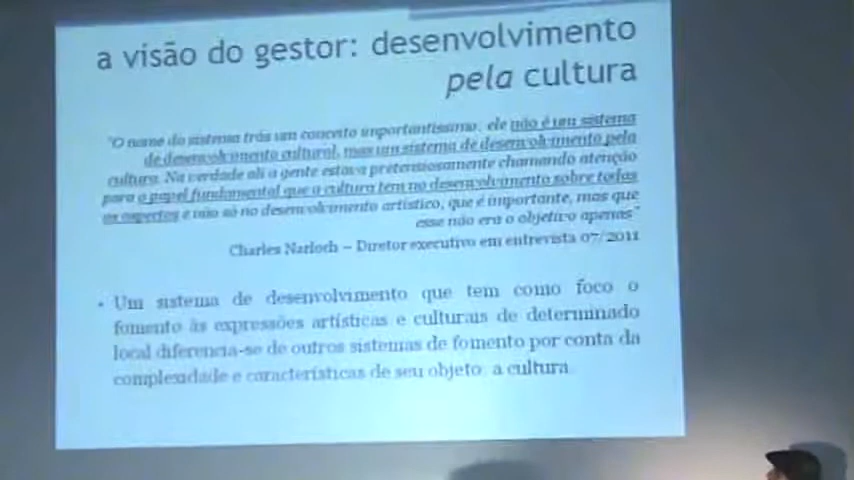 a visão do gestor: desenvolvimento
pela cultura
"O nome do sistema trás um conceito importantíssimo, ele não é um sistema
de desenvolvimento cultural, mas um sistema de desenvolvimento pela
cultura. Na verdade ali a gente estava pretensiosamente chamando atenção
para o papel fundamental que a cultura tem no desenvolvimento sobre todas
os aspectos e não só no desenvolvimento artístico, que é importante, mas que
esse não era o objetivo apenas"
Charles Narloch – Diretor executivo em entrevista 07/2011
• Um sistema de desenvolvimento que tem como foco o
fomento às expressões artísticas e culturais de determinado
local diferencia-se de outros sistemas de fomento por conta da
complexidade e características de seu objeto: a cultura.